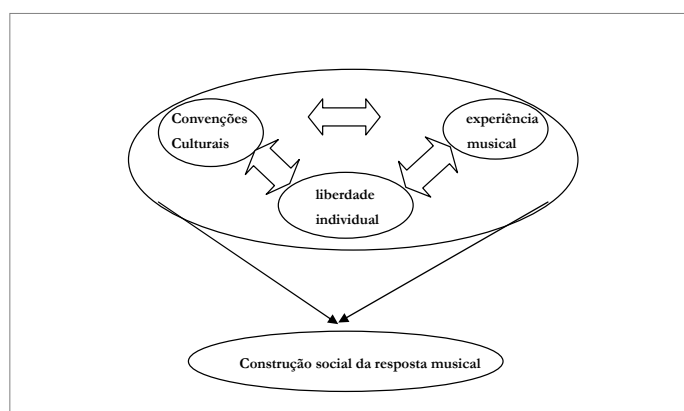 Convenções
Culturais
experiência
musical
liberdade
individual
Construção social da resposta musical